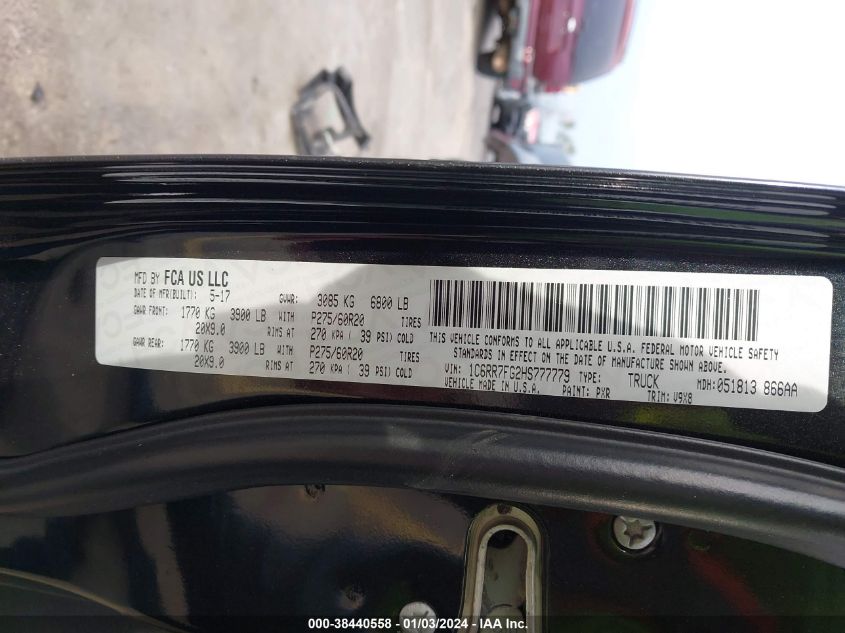 MFD BY FCA US LLC
DATE OF MFR(BUILT): 5-17 GVWR: 3085 KG 6800 LB
GAWR FRONT: 1770 KG 3900 LB WITH P275/60R20 TIRES
20X9.0 RIMS AT 270 KPA ( 39 PSI) COLD
GAWR REAR: 1770 KG 3900 LB WITH P275/60R20 TIRES
20X9.0 RIMS AT 270 KPA ( 39 PSI) COLD
THIS VEHICLE CONFORMS TO ALL APPLICABLE U.S.A. FEDERAL MOTOR VEHICLE SAFETY
STANDARDS IN EFFECT ON THE DATE OF MANUFACTURE SHOWN ABOVE.
VIN: 1C6RR7FG2HS777779 TYPE: TRUCK MDH: 051813 866AA
VEHICLE MADE IN U.S.A. PAINT: PXR TRIM: V9X8
000-38440558 - 01/03/2024 - IAA Inc.